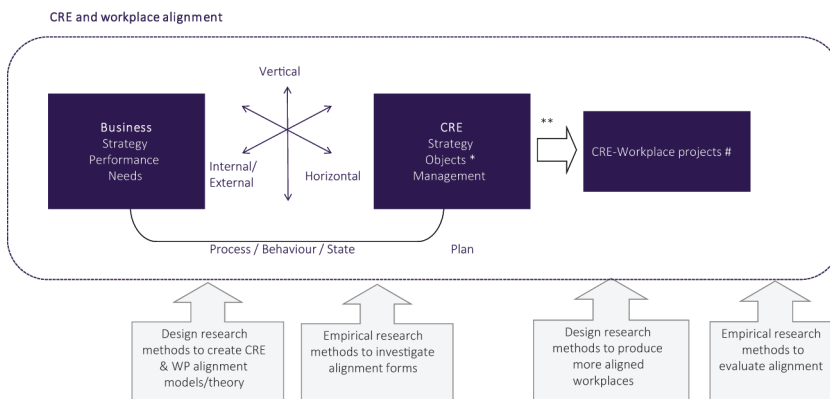 CRE and workplace alignment
Vertical
Business
Strategy
Performance
Needs
Internal/
External
Horizontal
CRE
Strategy
Objects *
Management
**
CRE-Workplace projects #
Process / Behaviour / State
Plan
Design research
methods to create CRE
& WP alignment
models/theory
Empirical research
methods to investigate
alignment forms
Design research
methods to produce
more aligned
workplaces
Empirical research
methods to
evaluate alignment